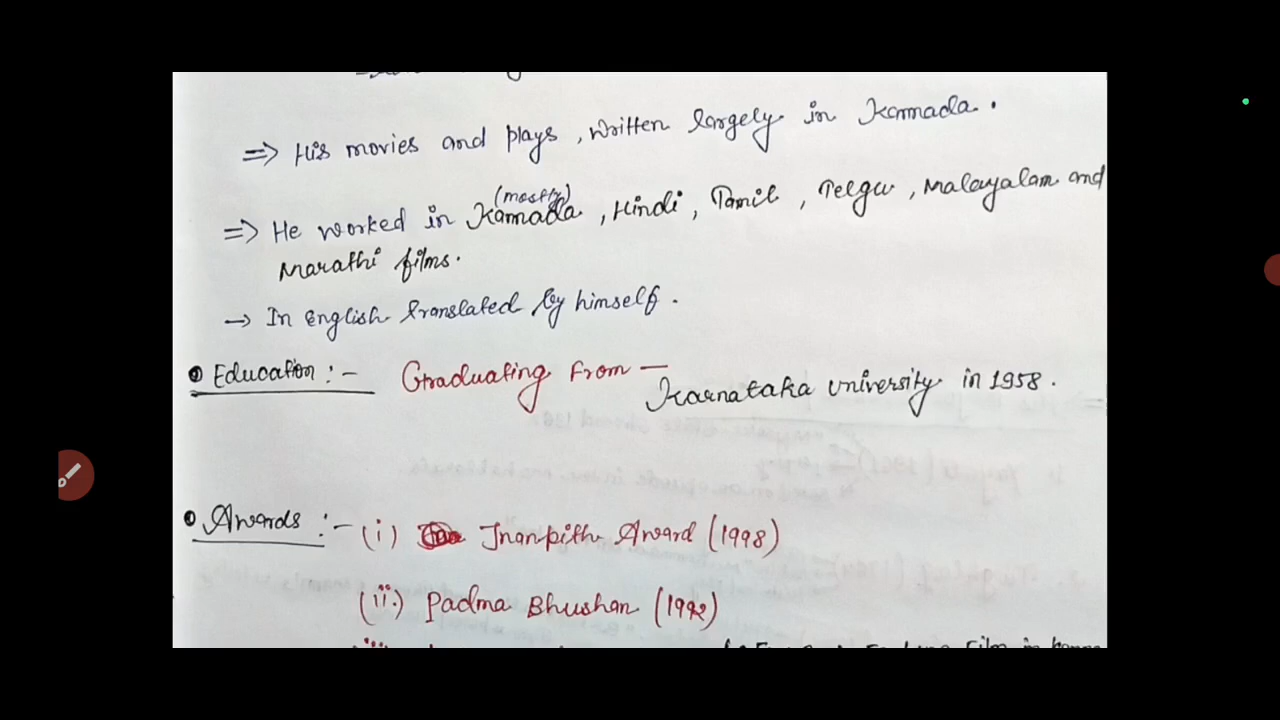 ⇒ His movies and plays, written largely in Kannada.
(mostly)
⇒ He worked in Kannada, Hindi, Tamil, Telgu, Malayalam and
Marathi films.
→ In english translated by himself.
Education :- Graduating from —
Karnataka University in 1958.
Awards :- (i) Jnanpith Award (1998)
(ii) Padma Bhushan (1992)